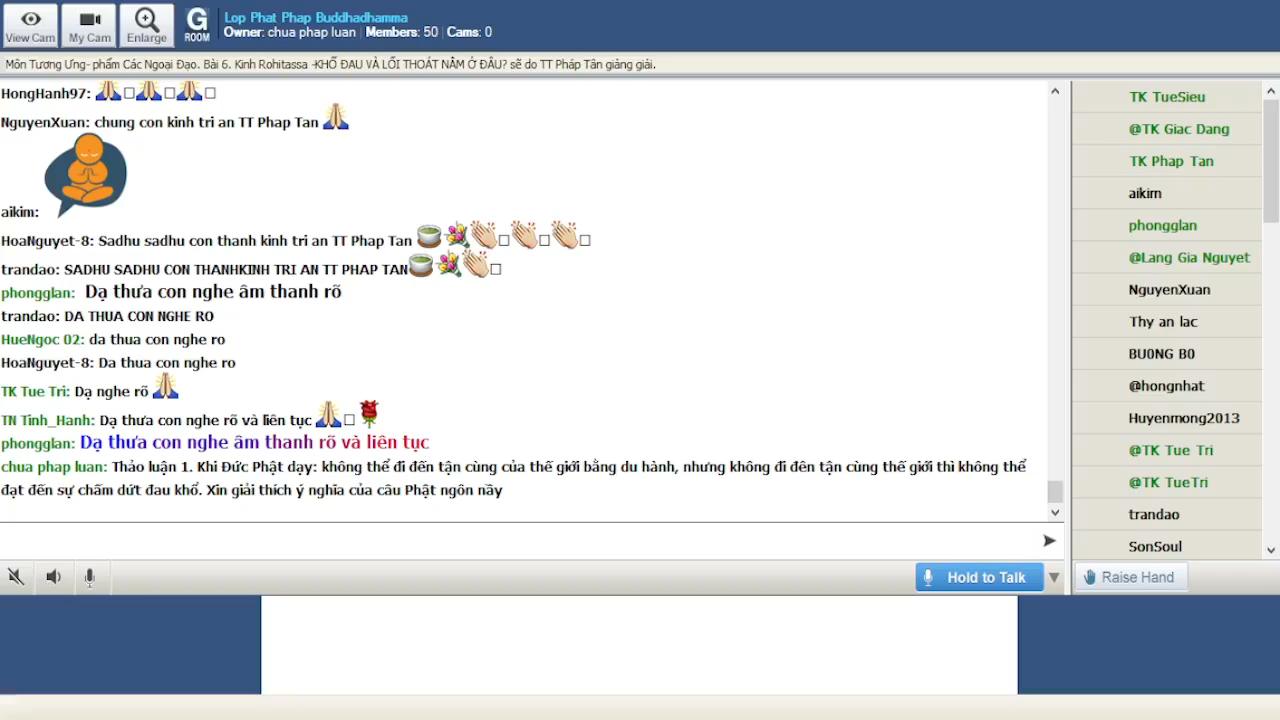 View Cam
My Cam
Enlarge
G
ROOM
Lop Phat Phap Buddhadhamma
Owner: chua phap luan | Members: 50 | Cams: 0
Môn Tương Ưng- phẩm Các Ngoại Đạo. Bài 6. Kinh Rohitassa -KHỔ ĐAU VÀ LỐI THOÁT NẰM Ở ĐÂU? sẽ do TT Pháp Tân giảng giải.
HongHanh97:
NguyenXuan: chung con kinh tri an TT Phap Tan
aikim:
HoaNguyet-8: Sadhu sadhu con thanh kinh tri an TT Phap Tan
trandao: SADHU SADHU CON THANHKINH TRI AN TT PHAP TAN
phongglan: Dạ thưa con nghe âm thanh rõ
trandao: DA THUA CON NGHE RO
HueNgoc 02: da thua con nghe ro
HoaNguyet-8: Da thua con nghe ro
TK Tue Tri: Dạ nghe rõ
TN Tinh_Hanh: Dạ thưa con nghe rõ và liên tục
phongglan: Dạ thưa con nghe âm thanh rõ và liên tục
chua phap luan: Thảo luận 1. Khi Đức Phật dạy: không thể đi đến tận cùng của thế giới bằng du hành, nhưng không đi đên tận cùng thế giới thì không thể
đạt đến sự chấm dứt đau khổ. Xin giải thích ý nghĩa của câu Phật ngôn nầy
TK TueSieu
@TK Giac Dang
TK Phap Tan
aikim
phongglan
@Lang Gia Nguyet
NguyenXuan
Thy an lac
BU0NG B0
@hongnhat
Huyenmong2013
@TK Tue Tri
@TK TueTri
trandao
SonSoul
Hold to Talk
Raise Hand